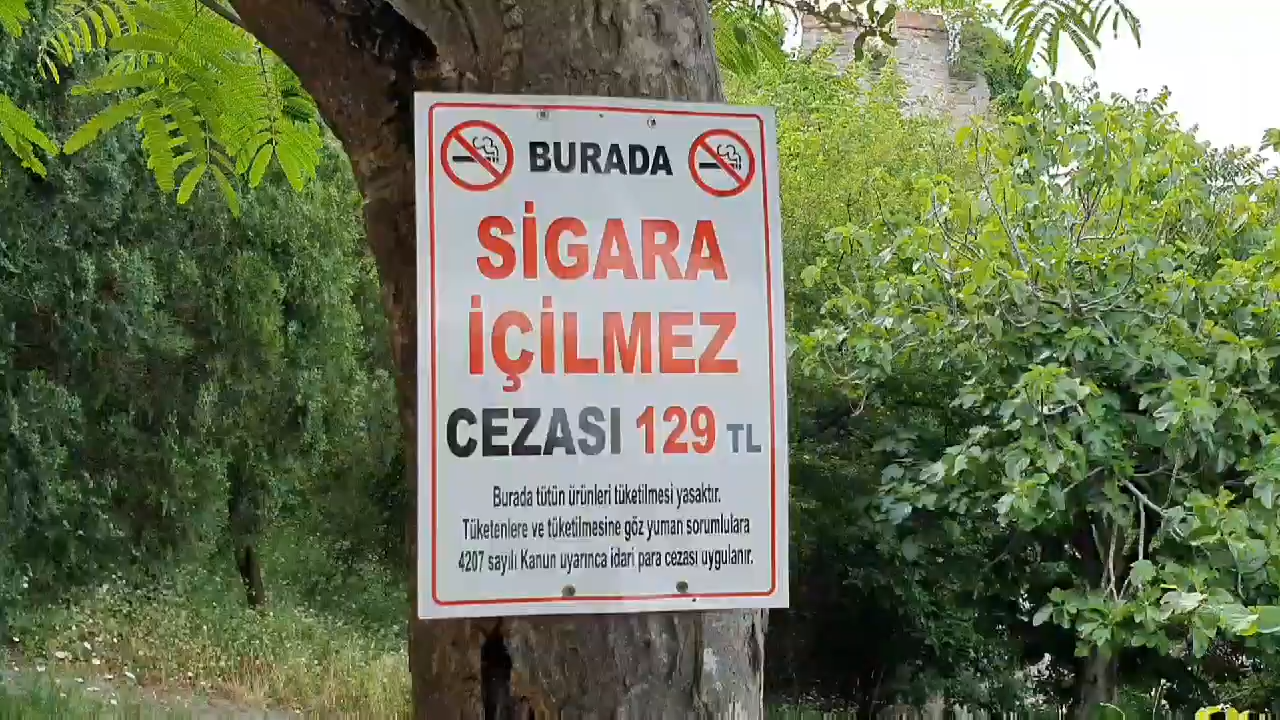 BURADA
SİGARA
İÇİLMEZ
CEZASI 129 TL
Burada tütün ürünleri tüketilmesi yasaktır.
Tüketenlere ve tüketilmesine göz yuman sorumlulara
4207 sayılı Kanun uyarınca idari para cezası uygulanır.